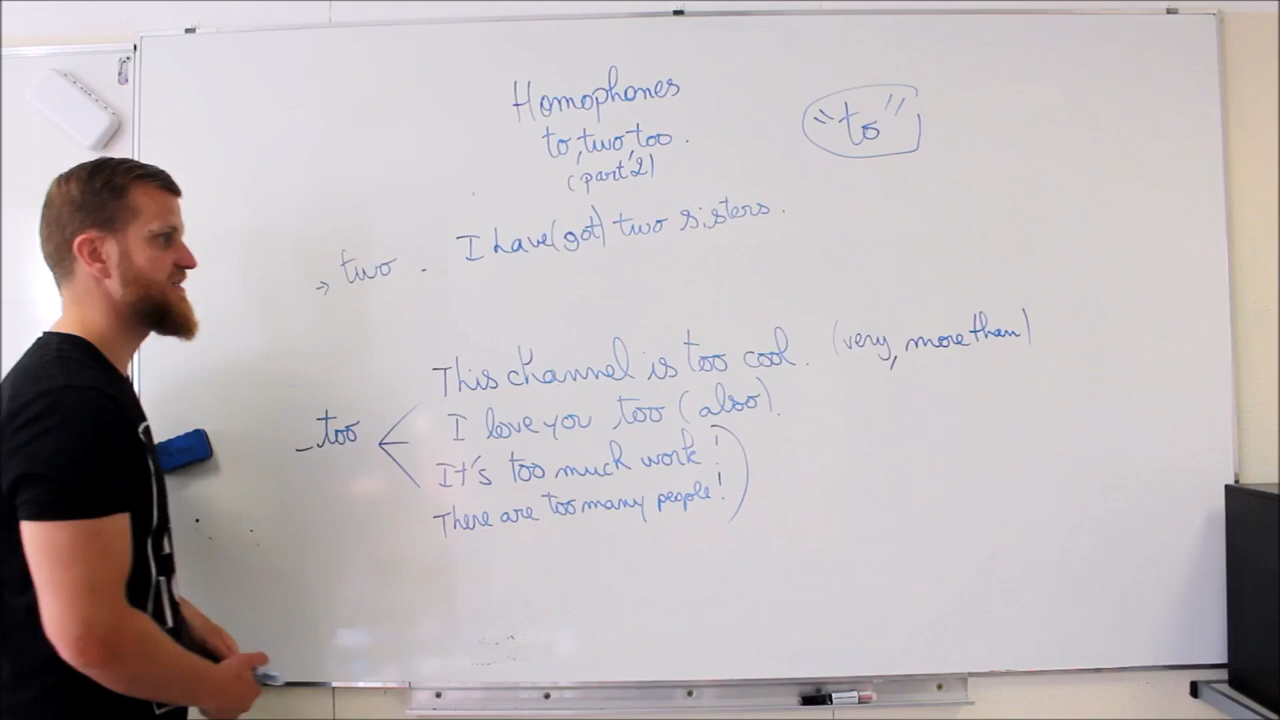 Homophones
to, two, too.
(part 2)
"to"
→ two . I have (got) two sisters.
This channel is too cool. (very, more than)
- too
I love you too (also).
It's too much work!
There are too many people!